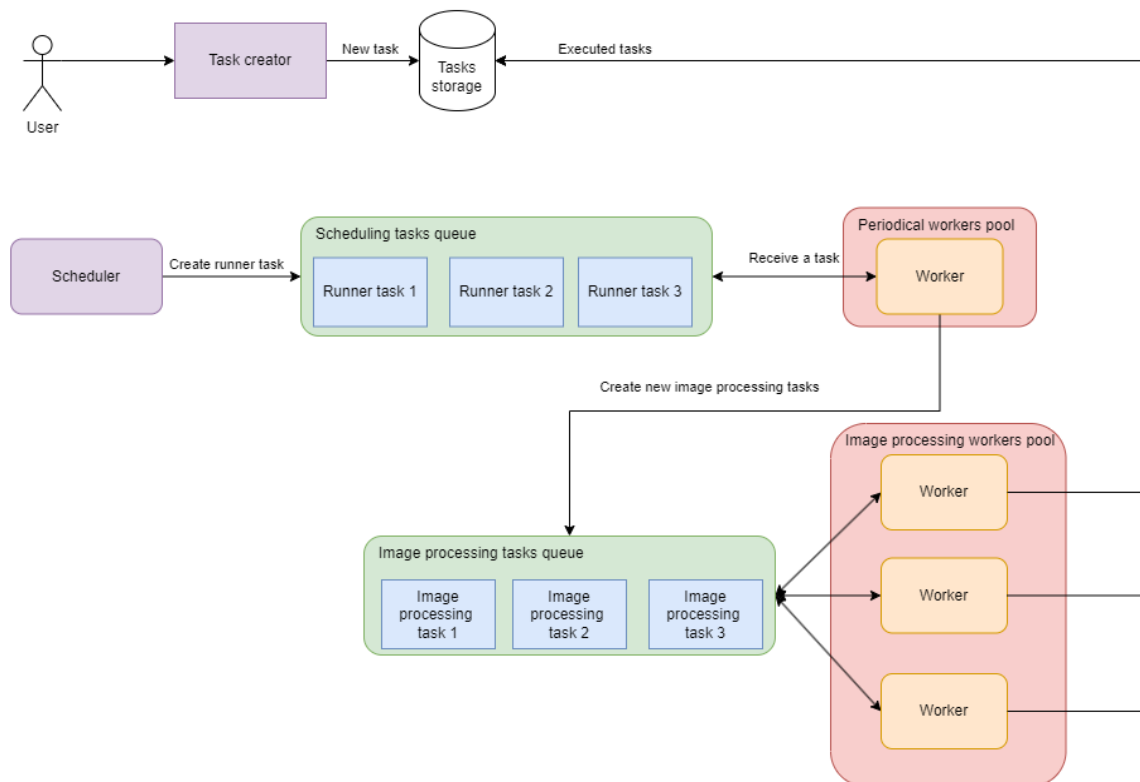 Task creator
New task
Tasks
storage
Executed tasks
User
Scheduler
Create runner task
Scheduling tasks queue
Runner task 1
Runner task 2
Runner task 3
Receive a task
Periodical workers pool
Worker
Create new image processing tasks
Image processing tasks queue
Image
processing
task 1
Image
processing
task 2
Image
processing
task 3
Image processing workers pool
Worker
Worker
Worker